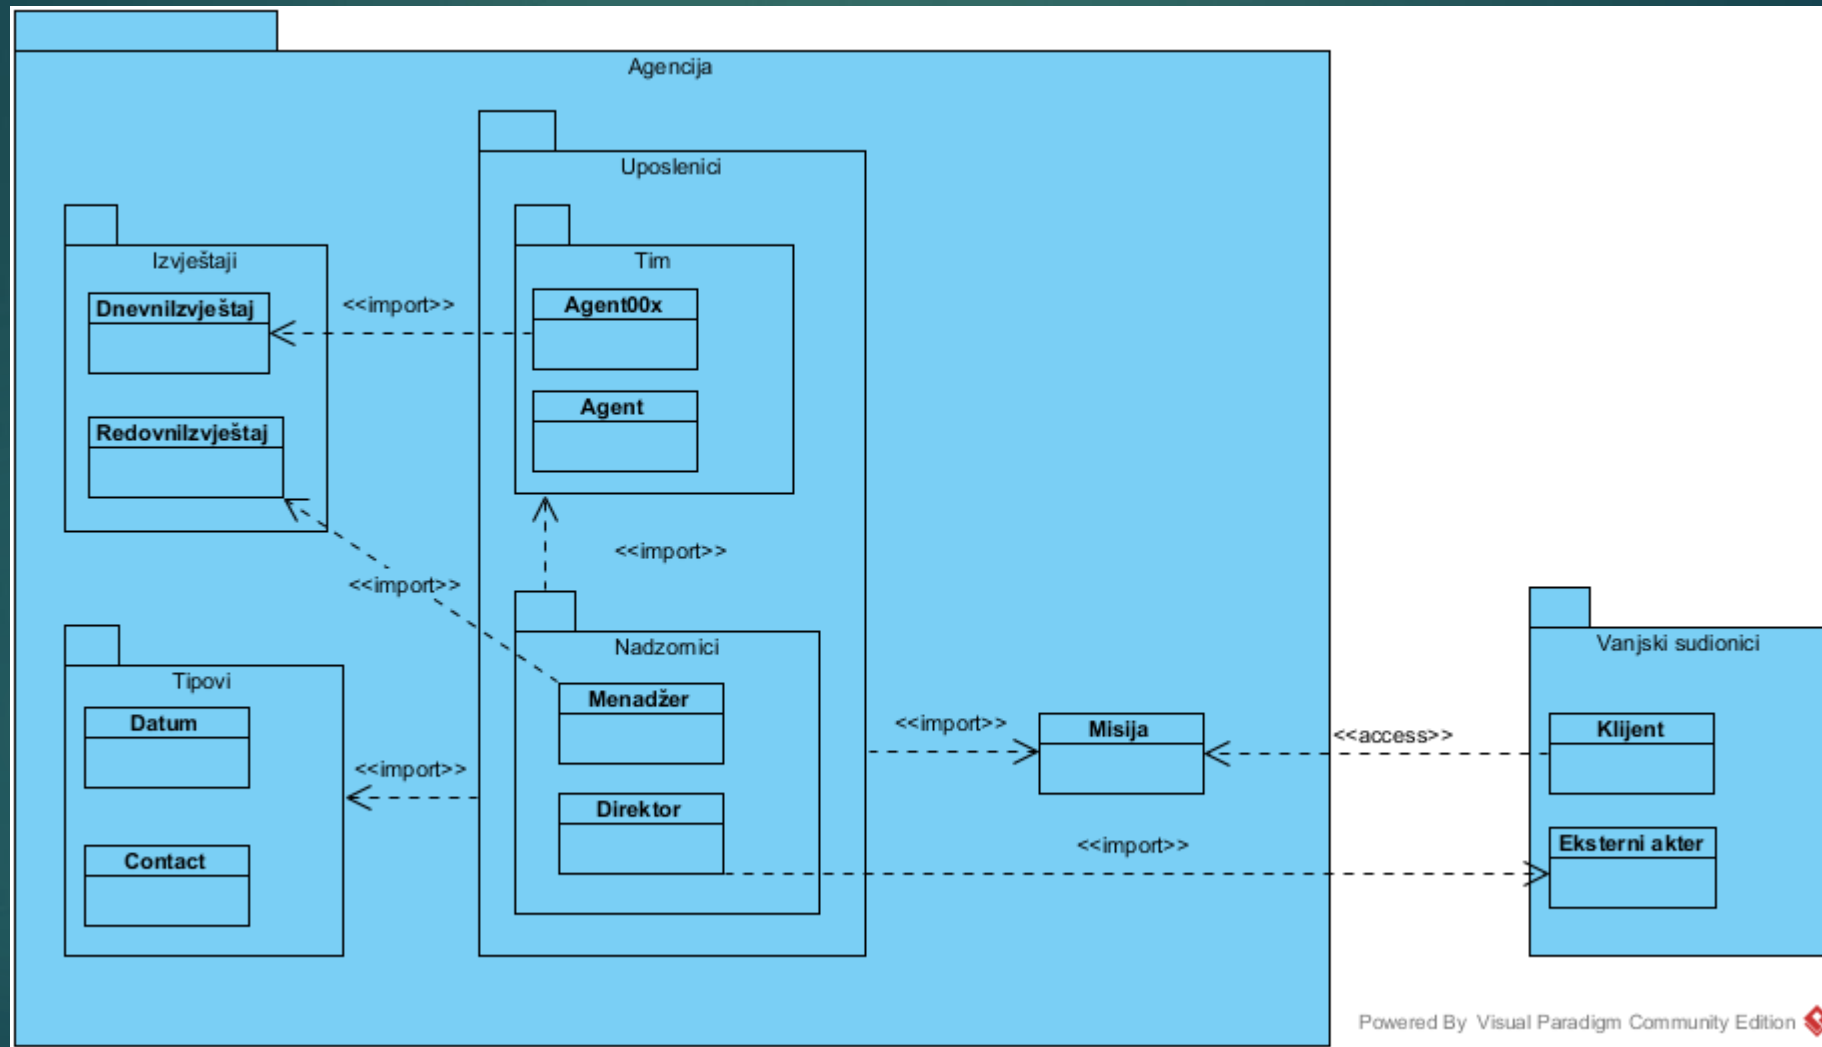 Agencija
Uposlenici
Izvještaji
Tim
DnevniIzvještaj
<<import>>
Agent00x
Agent
RedovniIzvještaj
<<import>>
<<import>>
Nadzornici
Vanjski sudionici
Tipovi
Menadžer
Datum
<<import>>
Misija
<<access>>
Klijent
<<import>>
Direktor
<<import>>
Eksterni akter
Contact
Powered By Visual Paradigm Community Edition